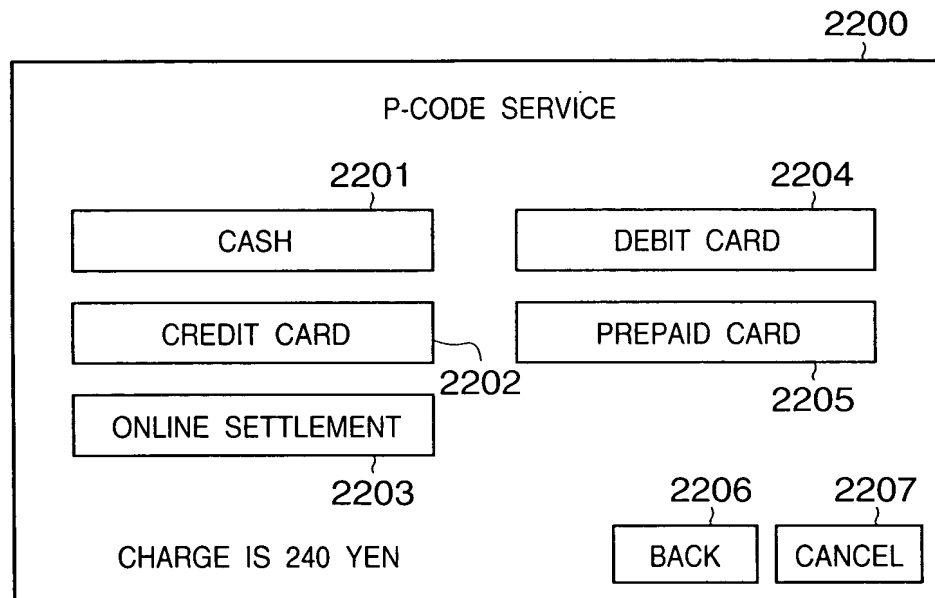 2200
P-CODE SERVICE
2201
2204
CASH
DEBIT CARD
CREDIT CARD
PREPAID CARD
2202
2205
ONLINE SETTLEMENT
2203
2206
2207
CHARGE IS 240 YEN
BACK
CANCEL